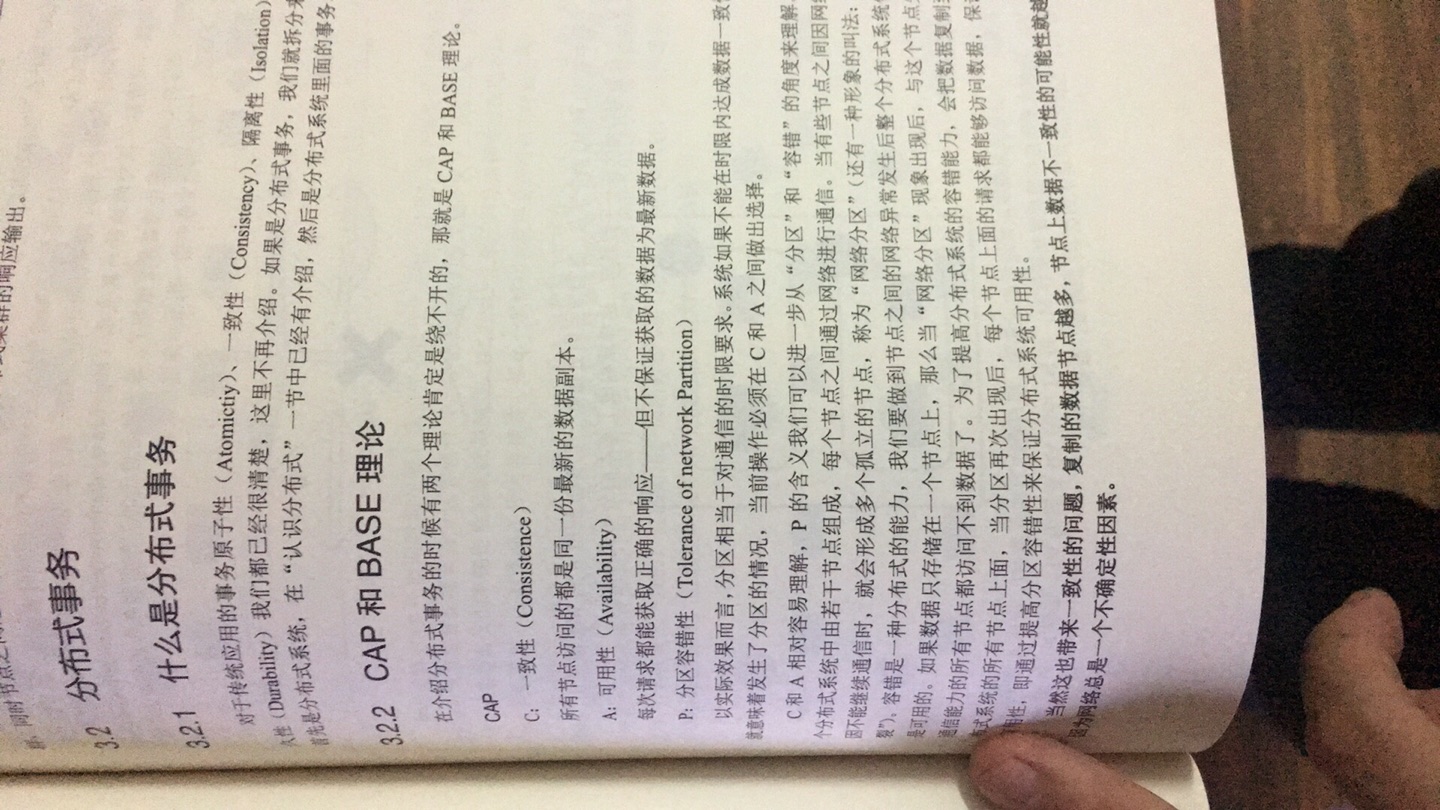 3.2 分布式事务
3.2.1 什么是分布式事务
对于传统应用的事务原子性（Atomictiy）、一致性（Consistency）、隔离性（Isolation）
久性（Durability）我们都已经很清楚，这里不再介绍。如果是分布式事务，我们就拆分来
首先是分布式系统，在“认识分布式”一节中已经有介绍，然后是分布式系统里面的事务
3.2.2 CAP 和 BASE 理论
在介绍分布式事务的时候有两个理论肯定是绕不开的，那就是 CAP 和 BASE 理论。
CAP
C：一致性（Consistence）
所有节点访问的都是同一份最新的数据副本。
A：可用性（Availability）
每次请求都能获取正确的响应——但不保证获取的数据为最新数据。
P：分区容错性（Tolerance of network Partition）
以实际效果而言，分区相当于对通信的时限要求。系统如果不能在时限内达成数据一致
就意味着发生了分区的情况，当前操作必须在 C 和 A 之间做出选择。
C 和 A 相对容易理解，P 的含义我们可以进一步从“分区”和“容错”的角度来理解
个分布式系统中由若干节点组成，每个节点之间通过网络进行通信。当有些节点之间因网
因不能继续通信时，就会形成多个孤立的节点，称为“网络分区”（还有一种形象的叫法：
裂”）。容错是一种分布式的能力，我们要做到节点之间的网络异常发生后整个分布式系统
是可用的。如果数据只存储在一个节点上，那么当“网络分区”现象出现后，与这个节点
通信能力的所有节点都访问不到数据了。为了提高分布式系统的容错能力，会把数据复制
布式系统的所有节点上面，当分区再次出现后，每个节点上面的请求都能够访问数据，保
用性，即通过提高分区容错性来保证分布式系统可用性。
当然这也带来一致性的问题，复制的数据节点越多，节点上数据不一致性的可能性就越
因为网络总是一个不确定性因素。